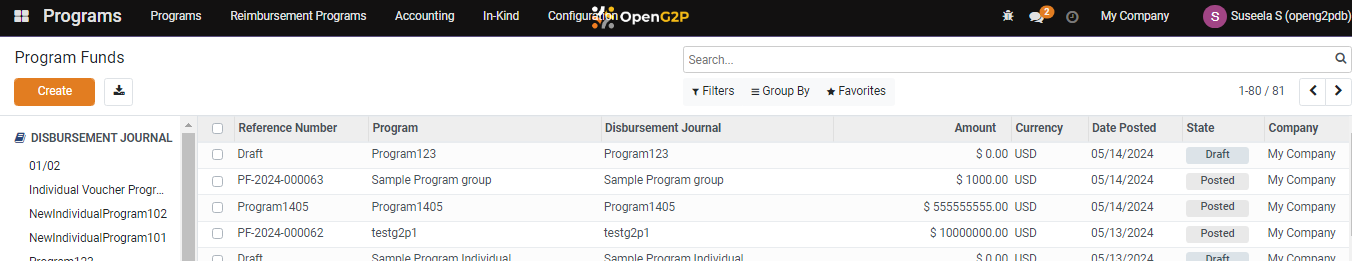 Programs Programs Reimbursement Programs Accounting In-Kind Configuration OpenG2P 2 My Company S Suseela S (openg2pdb)
Program Funds
Search...
Create Filters Group By Favorites 1-80 / 81
DISBURSEMENT JOURNAL
01/02
Individual Voucher Progr...
NewIndividualProgram102
NewIndividualProgram101
Program123
Reference Number Program Disbursement Journal Amount Currency Date Posted State Company
Draft Program123 Program123 $ 0.00 USD 05/14/2024 Draft My Company
PF-2024-000063 Sample Program group Sample Program group $ 1000.00 USD 05/14/2024 Posted My Company
Program1405 Program1405 Program1405 $ 555555555.00 USD 05/14/2024 Posted My Company
PF-2024-000062 testg2p1 testg2p1 $ 10000000.00 USD 05/13/2024 Posted My Company
Draft Sample Program Individual Sample Program Individual $ 0.00 USD 05/13/2024 Draft My Company